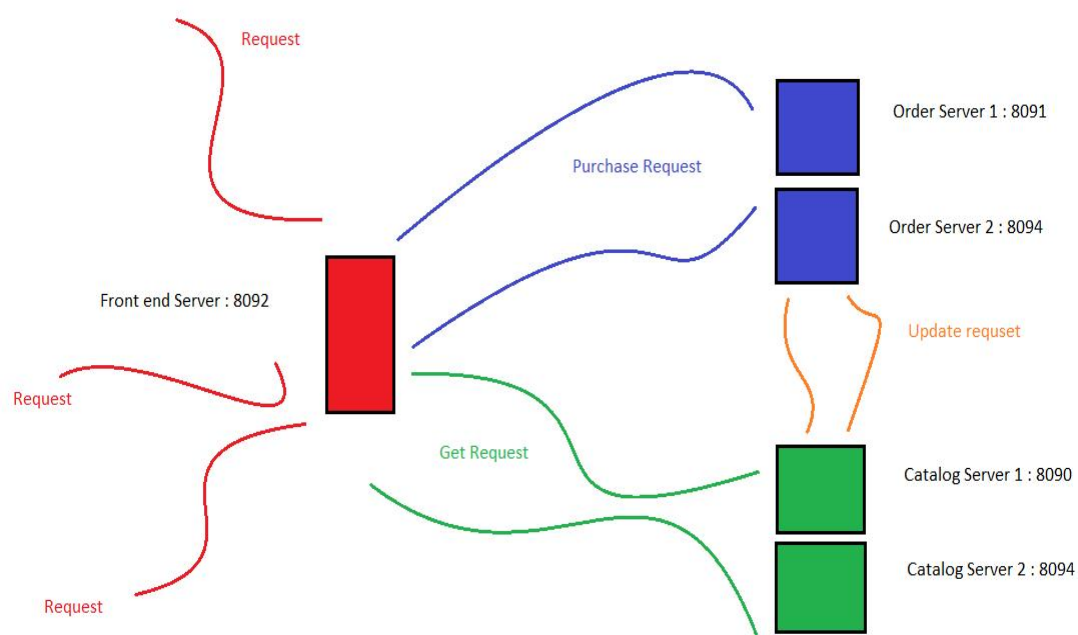 Request
Order Server 1 : 8091
Purchase Request
Order Server 2 : 8094
Front end Server : 8092
Update requset
Request
Get Request
Catalog Server 1 : 8090
Catalog Server 2 : 8094
Request